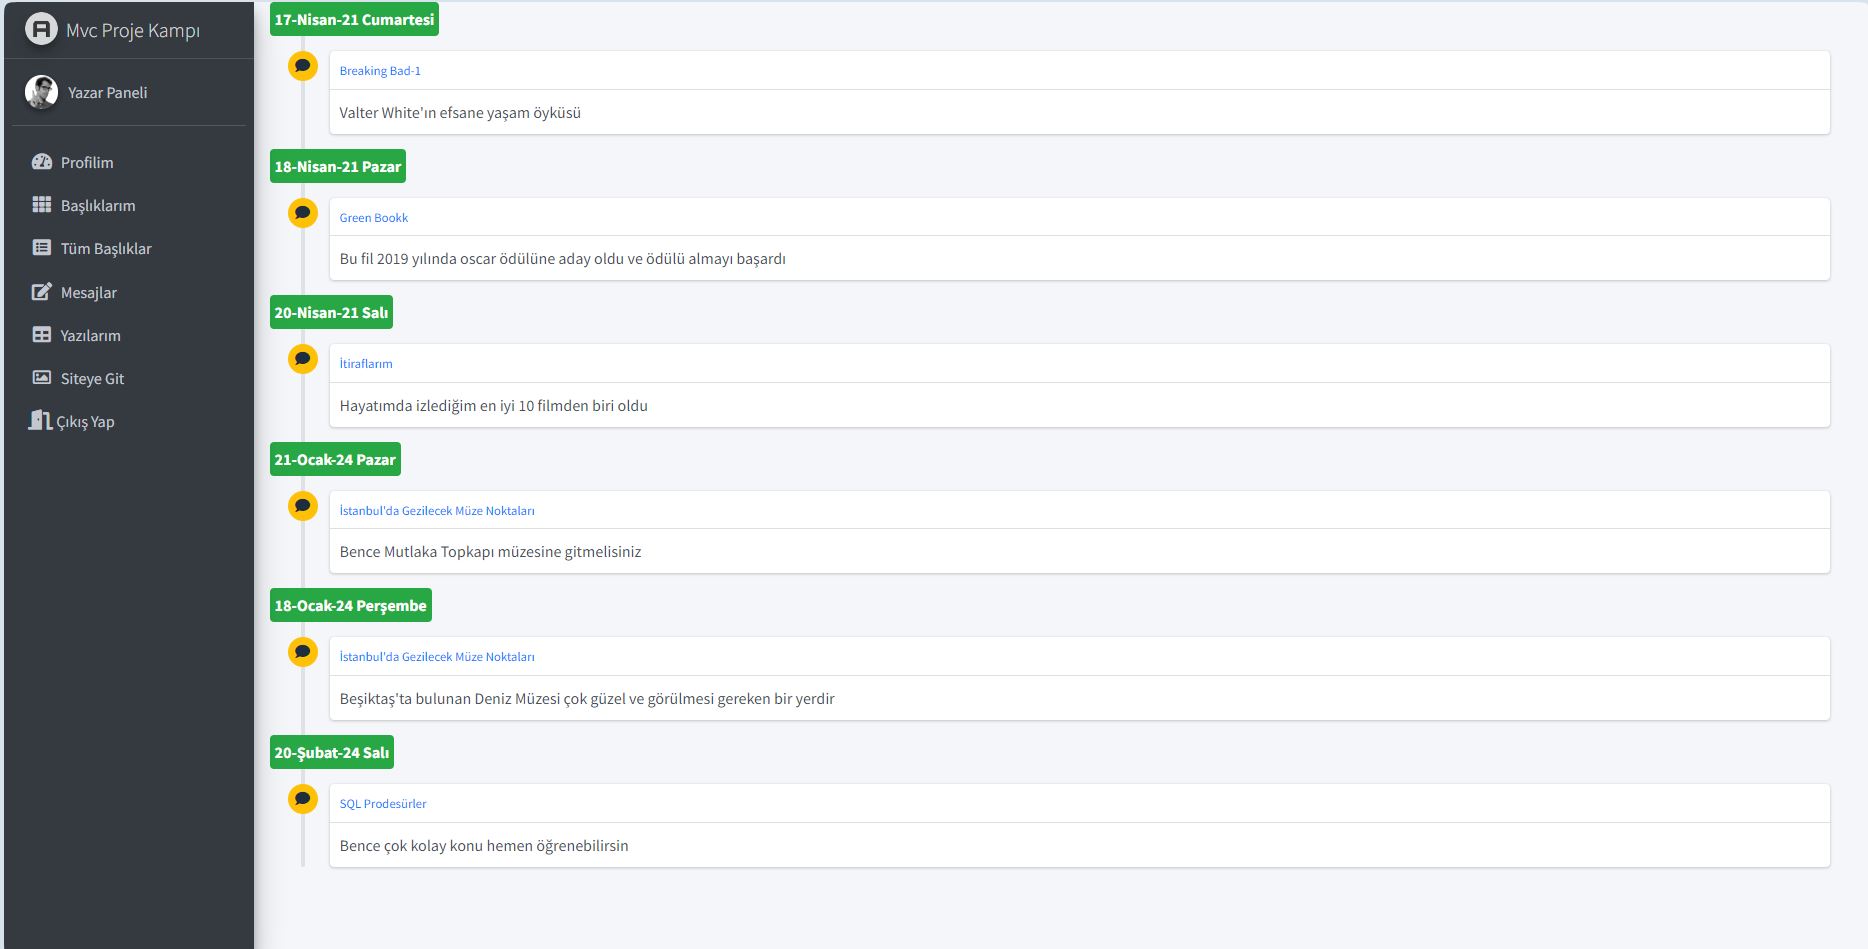 Mvc Proje Kampı
Yazar Paneli
Profilim
Başlıklarım
Tüm Başlıklar
Mesajlar
Yazılarım
Siteye Git
Çıkış Yap
17-Nisan-21 Cumartesi
Breaking Bad-1
Valter White'ın efsane yaşam öyküsü
18-Nisan-21 Pazar
Green Bookk
Bu fil 2019 yılında oscar ödülüne aday oldu ve ödülü almayı başardı
20-Nisan-21 Salı
İtiraflarım
Hayatımda izlediğim en iyi 10 filmden biri oldu
21-Ocak-24 Pazar
İstanbul'da Gezilecek Müze Noktaları
Bence Mutlaka Topkapı müzesine gitmelisiniz
18-Ocak-24 Perşembe
İstanbul'da Gezilecek Müze Noktaları
Beşiktaş'ta bulunan Deniz Müzesi çok güzel ve görülmesi gereken bir yerdir
20-Şubat-24 Salı
SQL Prodesürler
Bence çok kolay konu hemen öğrenebilirsin